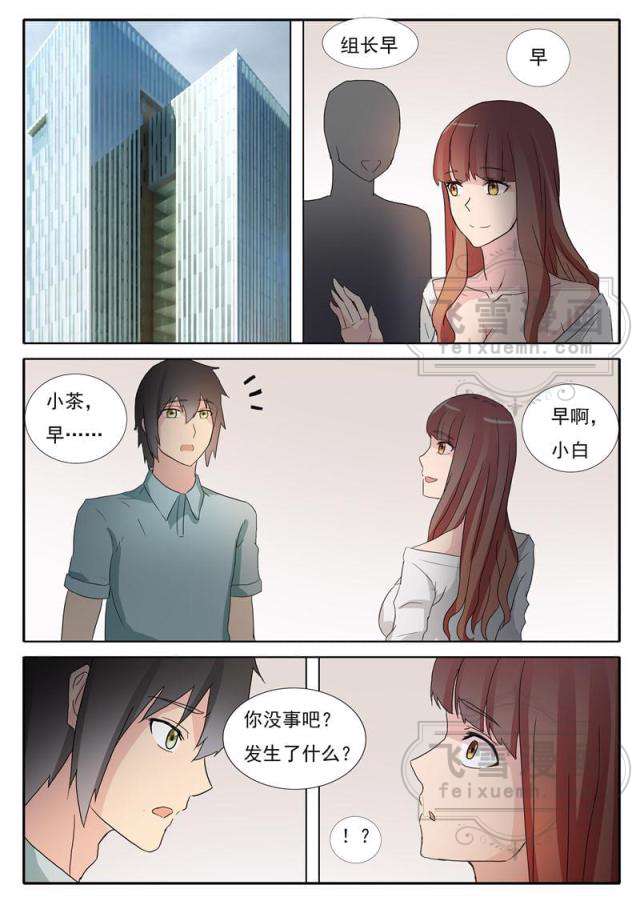 组长早
早
飞雪漫画
feixuemh.com
小茶，
早……
早啊，
小白
你没事吧？
发生了什么？
！？
飞雪漫画
feixuemh.com